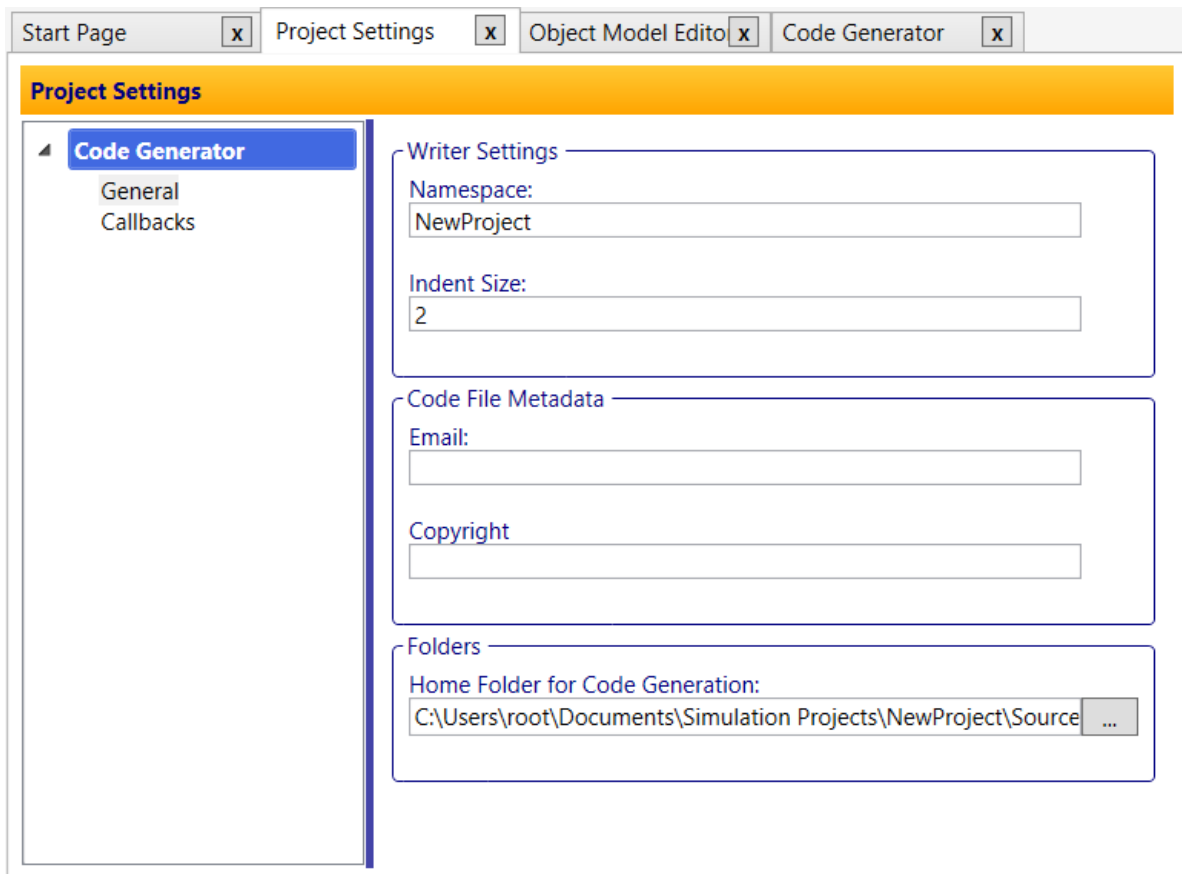 Start Page x Project Settings x Object Model Edito x Code Generator x
Project Settings
Code Generator
General
Callbacks
Writer Settings
Namespace:
NewProject
Indent Size:
2
Code File Metadata
Email:
Copyright
Folders
Home Folder for Code Generation:
C:\Users\root\Documents\Simulation Projects\NewProject\Source ...